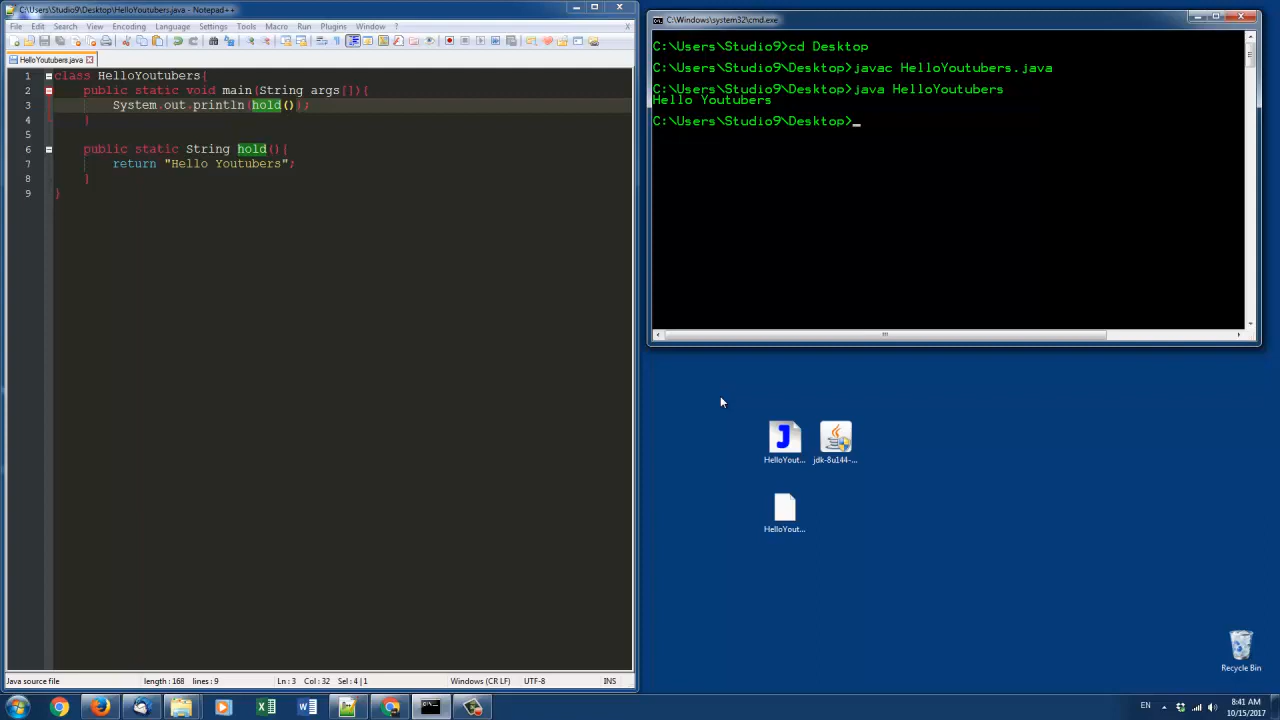 C:\Users\Studio9\Desktop\HelloYoutubers.java - Notepad++
File Edit Search View Encoding Language Settings Tools Macro Run Plugins Window ? X
HelloYoutubers.java
1 class HelloYoutubers{
2 public static void main(String args[]){
3 System.out.println(hold());
4 }
5
6 public static String hold(){
7 return "Hello Youtubers";
8 }
9 }
Java source file length : 168 lines : 9 Ln : 3 Col : 32 Sel : 4 | 1 Windows (CR LF) UTF-8 INS
C:\Windows\system32\cmd.exe
C:\Users\Studio9>cd Desktop
C:\Users\Studio9\Desktop>javac HelloYoutubers.java
C:\Users\Studio9\Desktop>java HelloYoutubers
Hello Youtubers
C:\Users\Studio9\Desktop>_
HelloYout...
jdk-8u144-...
HelloYout...
Recycle Bin
EN
8:41 AM
10/15/2017